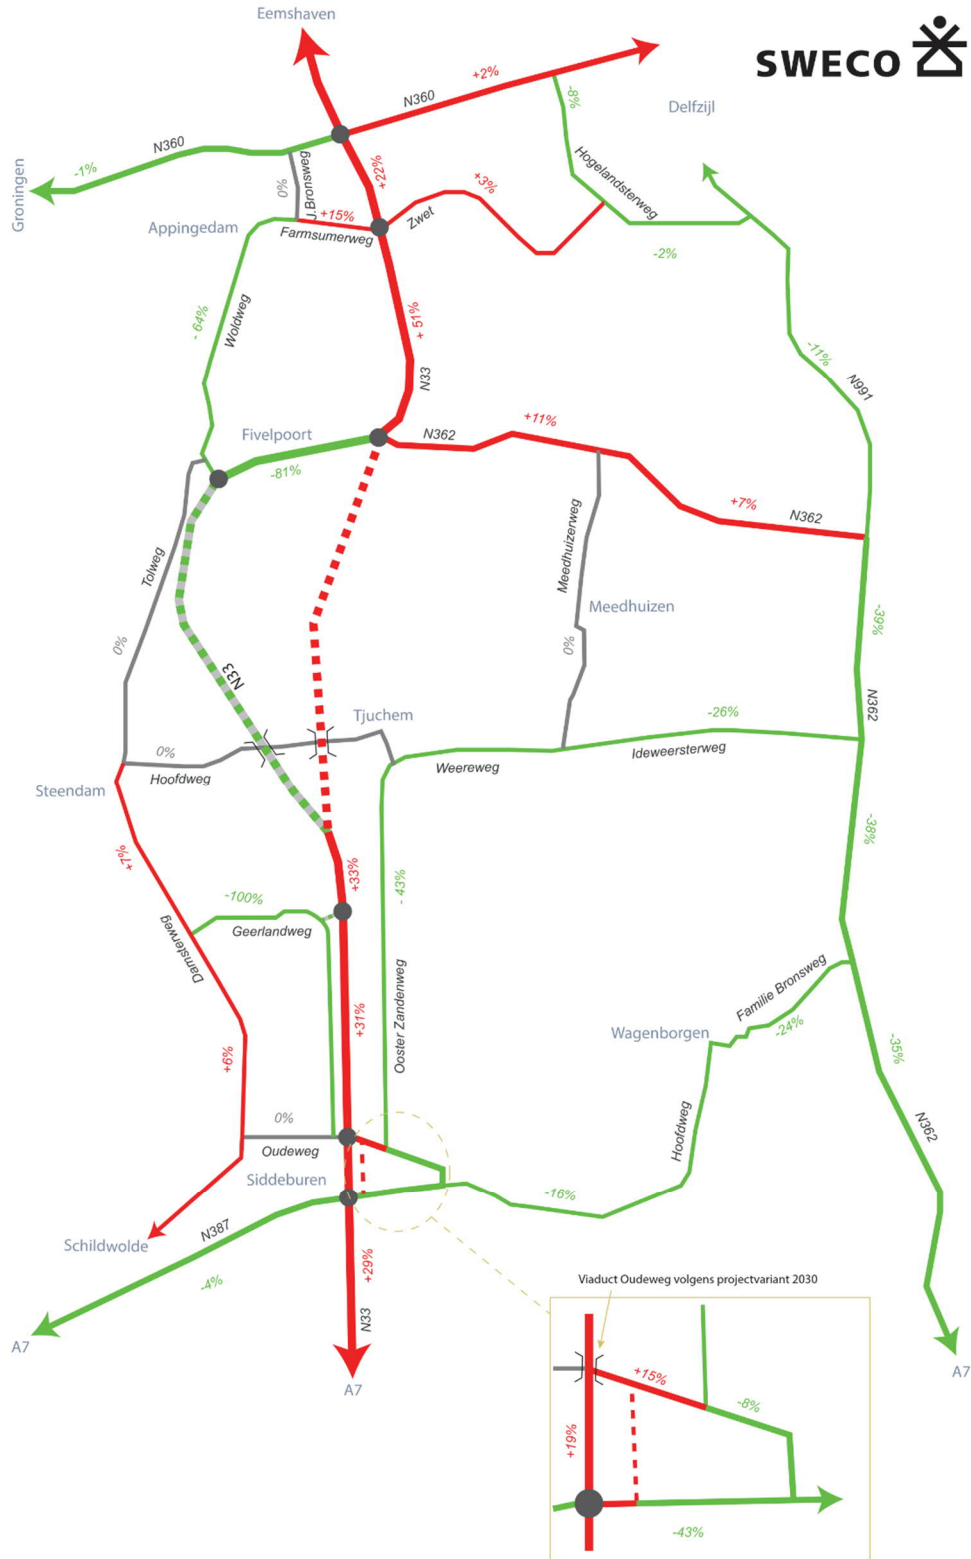 Eemshaven
SWECO
+2%
N360
-8%
Delfzijl
N360
-1%
Groningen
J.Bronsweg
0%
+22%
Hogelandsterweg
+3%
Zwet
+15%
Farmsumerweg
Appingedam
-2%
- 64%
Woldweg
+ 51%
N33
-11%
N991
Fivelpoort
-81%
N362
+11%
+7%
N362
Tolweg
0%
Meedhuizerweg
0%
Meedhuizen
-39%
N33
N362
Tjuchem
-26%
Ideweersterweg
Weereweg
0%
Hoofdweg
Steendam
+7%
+33%
- 43%
-38%
-100%
Geerlandweg
Damsterweg
Ooster Zandenweg
+31%
Familie Bronsweg
-24%
Wagenborgen
-35%
+6%
0%
Oudeweg
Hoofdweg
N362
Siddeburen
-16%
N387
Schildwolde
-4%
+29%
N33
A7
A7
A7
Viaduct Oudeweg volgens projectvariant 2030
+15%
-8%
+19%
-43%